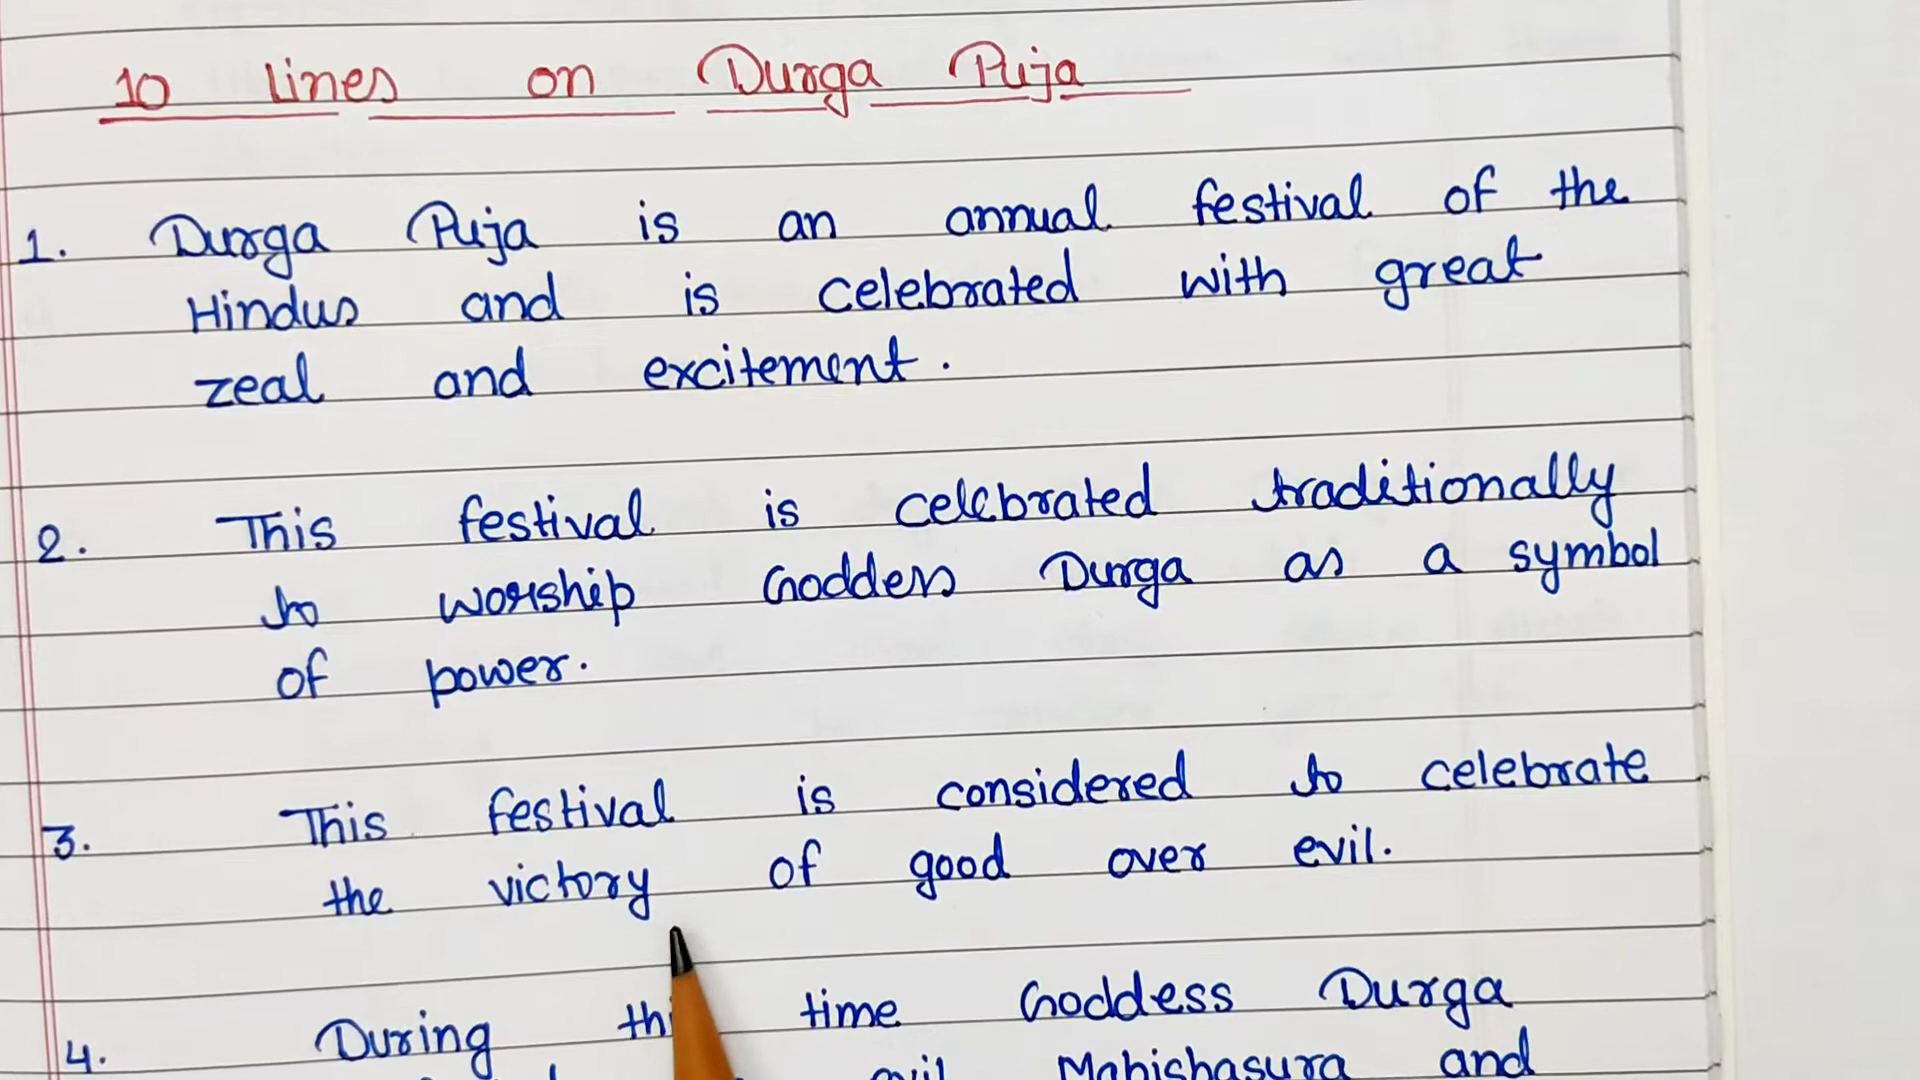 10 lines on Durga Puja
1. Durga Puja is an annual festival of the
Hindus and is celebrated with great
zeal and excitement.
2. This festival is celebrated traditionally
to worship Goddess Durga as a symbol
of power.
3. This festival is considered to celebrate
the victory of good over evil.
4. During time Goddess Durga
evil Mahishasura and